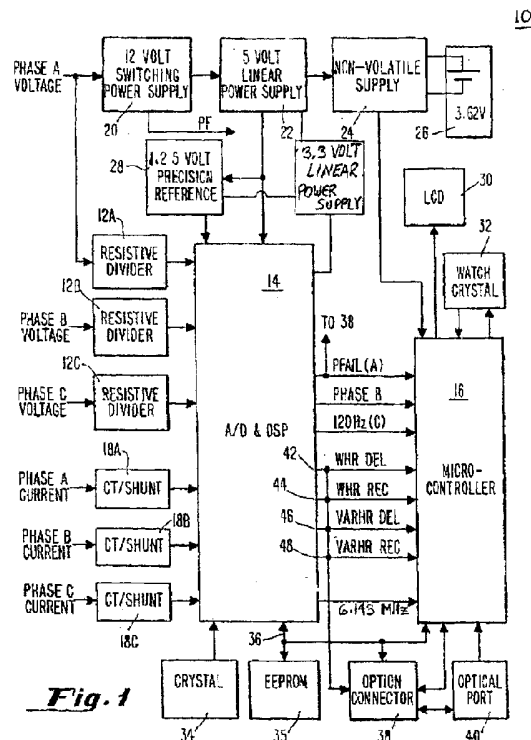 10
12 VOLT
SWITCHING
POWER SUPPLY
5 VOLT
LINEAR
POWER SUPPLY
NON-VOLATILE
SUPPLY
3.62V
PHASE A
VOLTAGE
20
PF
22
24
26
28
1.2 5 VOLT
PRECISION
REFERENCE
3.3 VOLT
LINEAR
POWER
SUPPLY
LCD
30
12A
RESISTIVE
DIVIDER
32
WATCH
CRYSTAL
12B
PHASE B
VOLTAGE
RESISTIVE
DIVIDER
14
TO 38
12C
PHASE C
VOLTAGE
RESISTIVE
DIVIDER
PFAIL(A)
PHASE B
120Hz(C)
16
MICRO-
CONTROLLER
A/D & DSP
18A
PHASE A
CURRENT
CT/SHUNT
42
WHR DEL
44
WHR REC
18B
PHASE B
CURRENT
CT/SHUNT
46
VARHR DEL
48
VARHR REC
PHASE C
CURRENT
CT/SHUNT
18C
36
CRYSTAL
34
EEPROM
35
OPTION
CONNECTOR
38
OPTICAL
PORT
40
Fig. 1